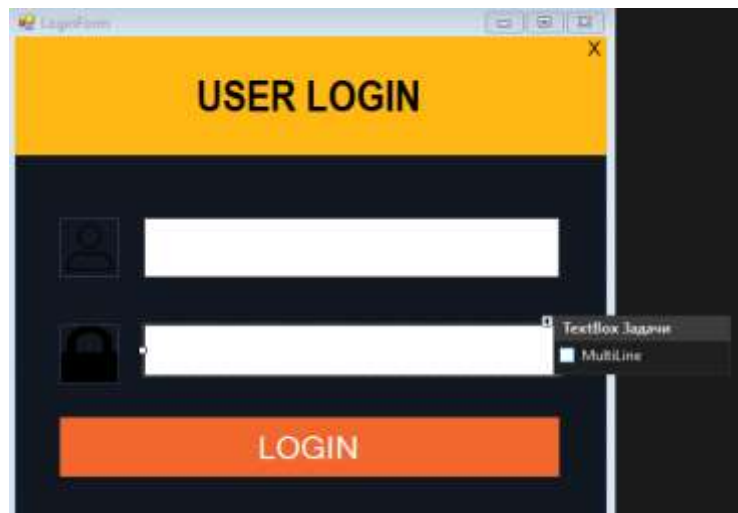 LoginForm
X
USER LOGIN
TextBox Задачи
MultiLine
LOGIN